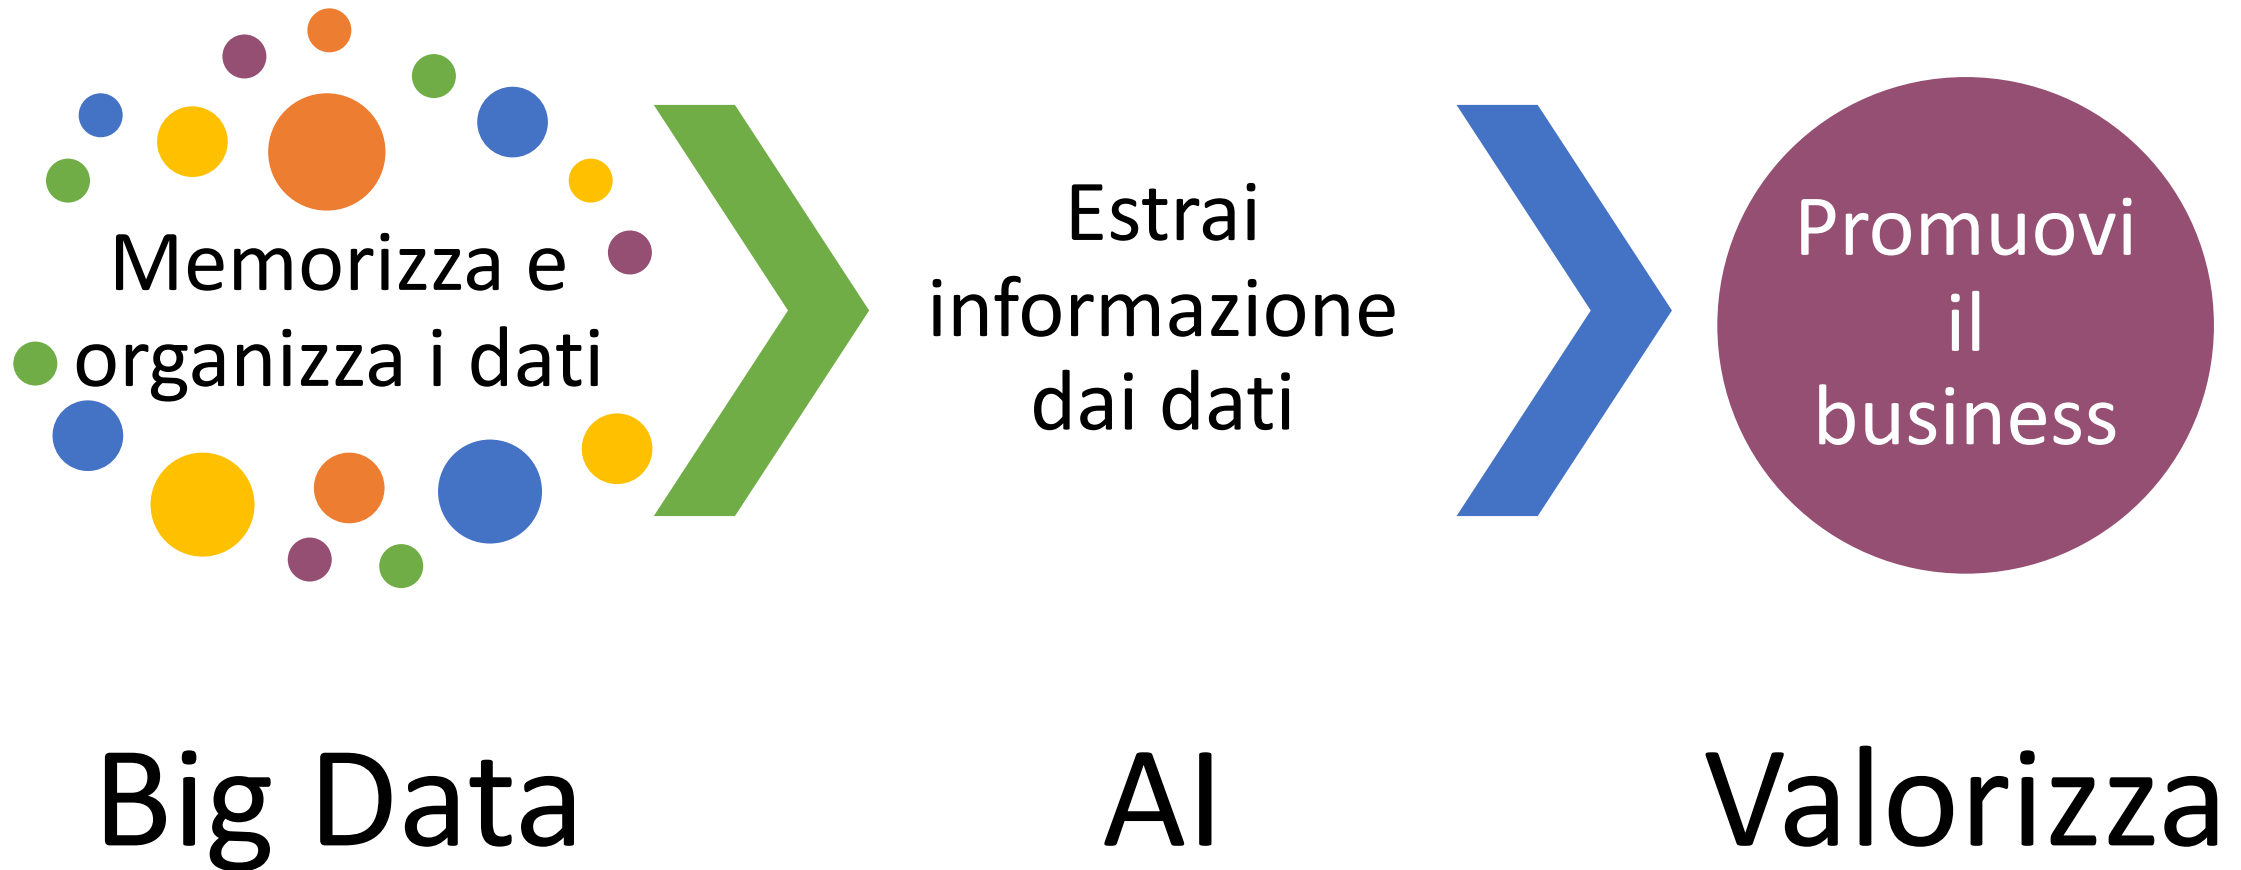 Memorizza e
organizza i dati
Estrai
informazione
dai dati
Promuovi
il
business
Big Data
AI
Valorizza